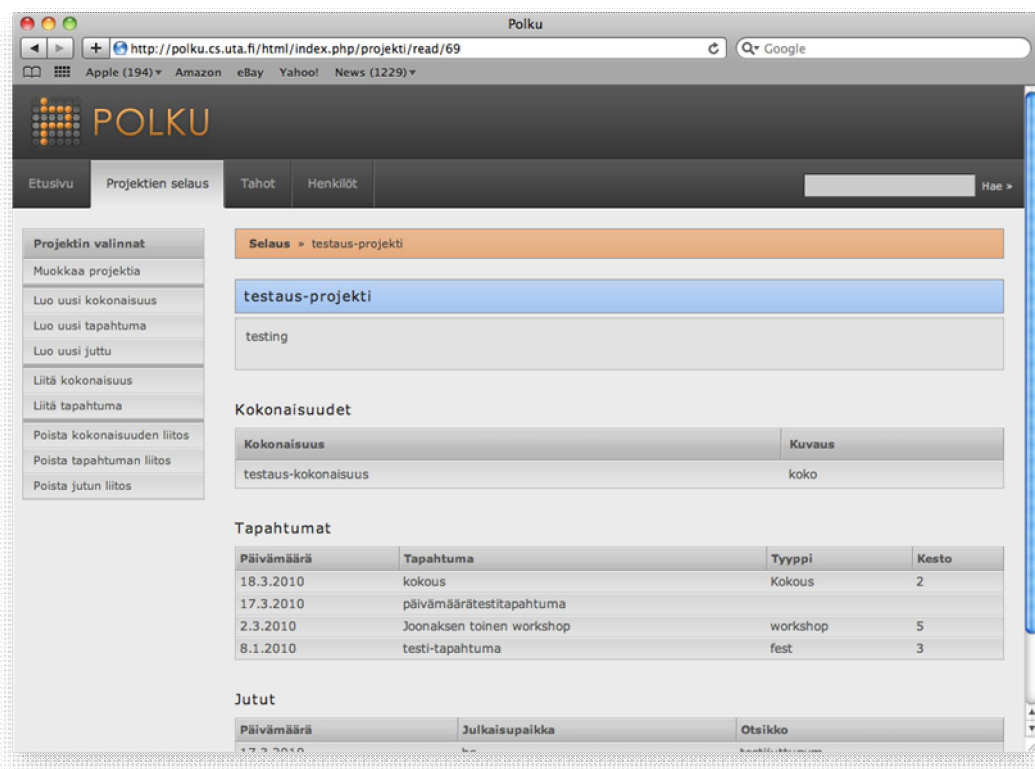 Polku
http://polku.cs.uta.fi/html/index.php/projekti/read/69
Google
Apple (194) Amazon eBay Yahoo! News (1229)
POLKU
Etusivu Projektien selaus Tahot Henkilöt Hae »
Projektin valinnat
Muokkaa projektia
Luo uusi kokonaisuus
Luo uusi tapahtuma
Luo uusi juttu
Liitä kokonaisuus
Liitä tapahtuma
Poista kokonaisuuden liitos
Poista tapahtuman liitos
Poista jutun liitos
Selaus » testaus-projekti
testaus-projekti
testing
Kokonaisuudet
Kokonaisuus Kuvaus
testaus-kokonaisuus koko
Tapahtumat
Päivämäärä Tapahtuma Tyyppi Kesto
18.3.2010 kokous Kokous 2
17.3.2010 päivämäärätestitapahtuma
2.3.2010 Joonaksen toinen workshop workshop 5
8.1.2010 testi-tapahtuma fest 3
Jutut
Päivämäärä Julkaisupaikka Otsikko
17.3.2010